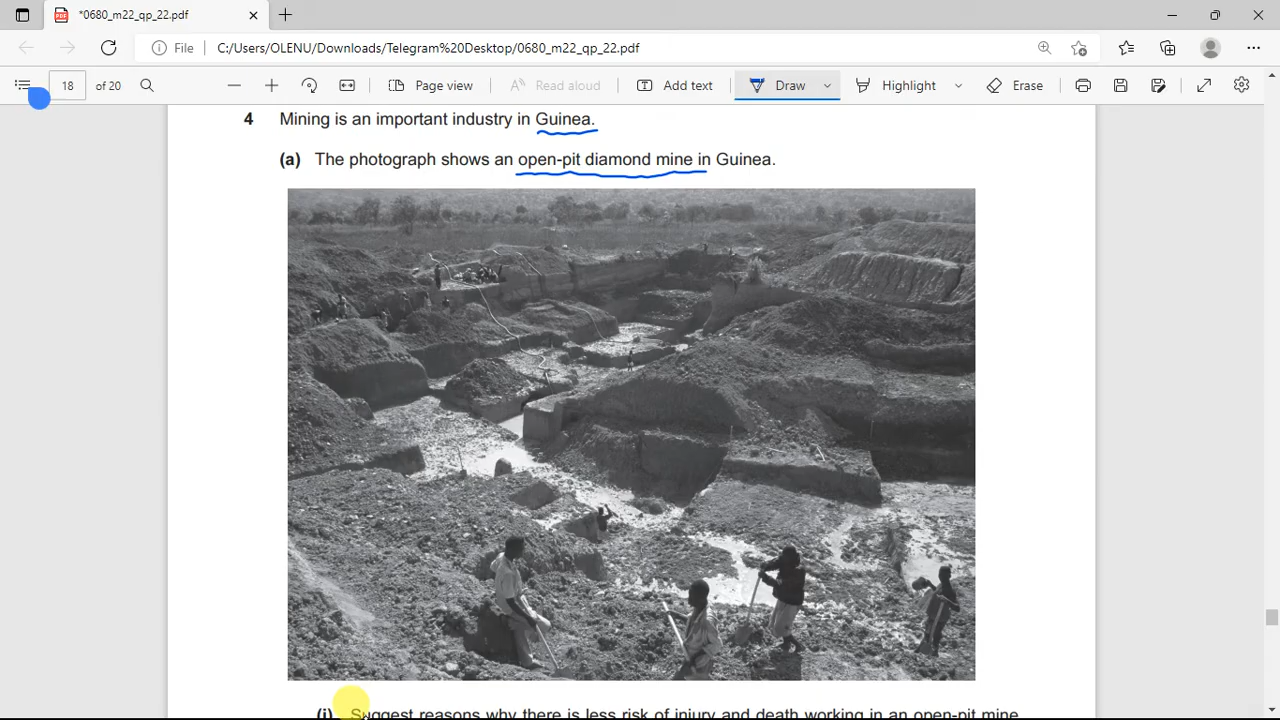 *0680_m22_qp_22.pdf
File C:/Users/OLENU/Downloads/Telegram%20Desktop/0680_m22_qp_22.pdf
18 of 20 Page view Read aloud Add text Draw Highlight Erase
4 Mining is an important industry in Guinea.
(a) The photograph shows an open-pit diamond mine in Guinea.
(i) Suggest reasons why there is less risk of injury and death working in an open-pit mine